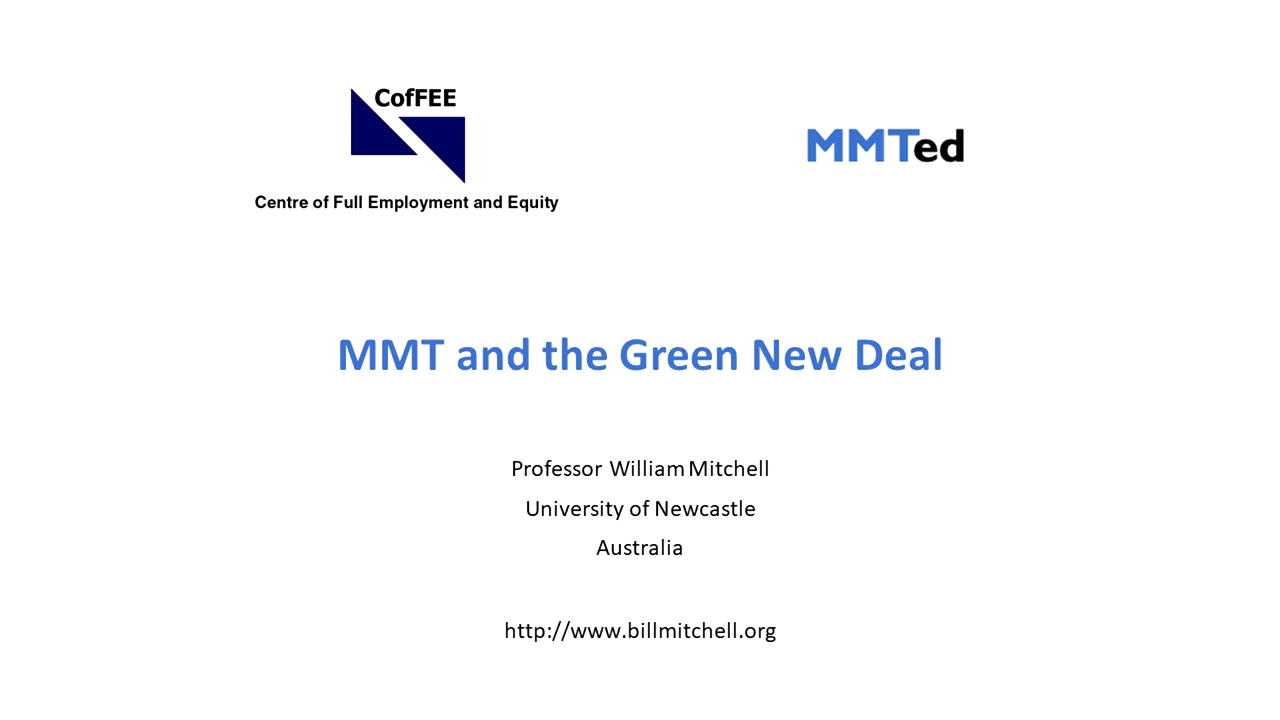 CofFEE
Centre of Full Employment and Equity
MMTed
MMT and the Green New Deal
Professor William Mitchell
University of Newcastle
Australia
http://www.billmitchell.org